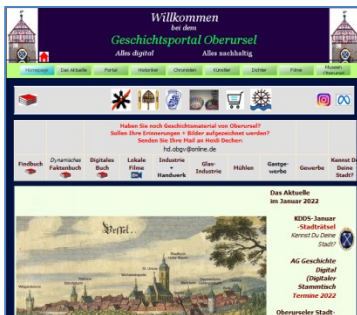 Willkommen
bei dem
Geschichtsportal Oberursel
Alles digital Alles nachhaltig
Homepage Das Aktuelle Portal Historiker Chronisten Künstler Dichter Filme Museen Oberursel
Haben Sie noch Geschichtsmaterial von Oberursel?
Sollen Ihre Erinnerungen + Bilder aufgezeichnet werden?
Senden Sie Ihre Mail an Heidi Decher:
hd.obgv@online.de
Findbuch
Dynamisches Faktenbuch
Digitales Buch
Lokale Filme
Industrie + Handwerk
Glas-Industrie
Mühlen
Gewerbe
Kennst Du Deine Stadt?
Das Aktuelle
im Januar 2022
KDDS-Januar
-Stadträtsel
Kennst Du Deine
Stadt?
AG Geschichte
Digital
(Digitaler
Stammtisch
Termine 2022
Oberurseler Stadt-